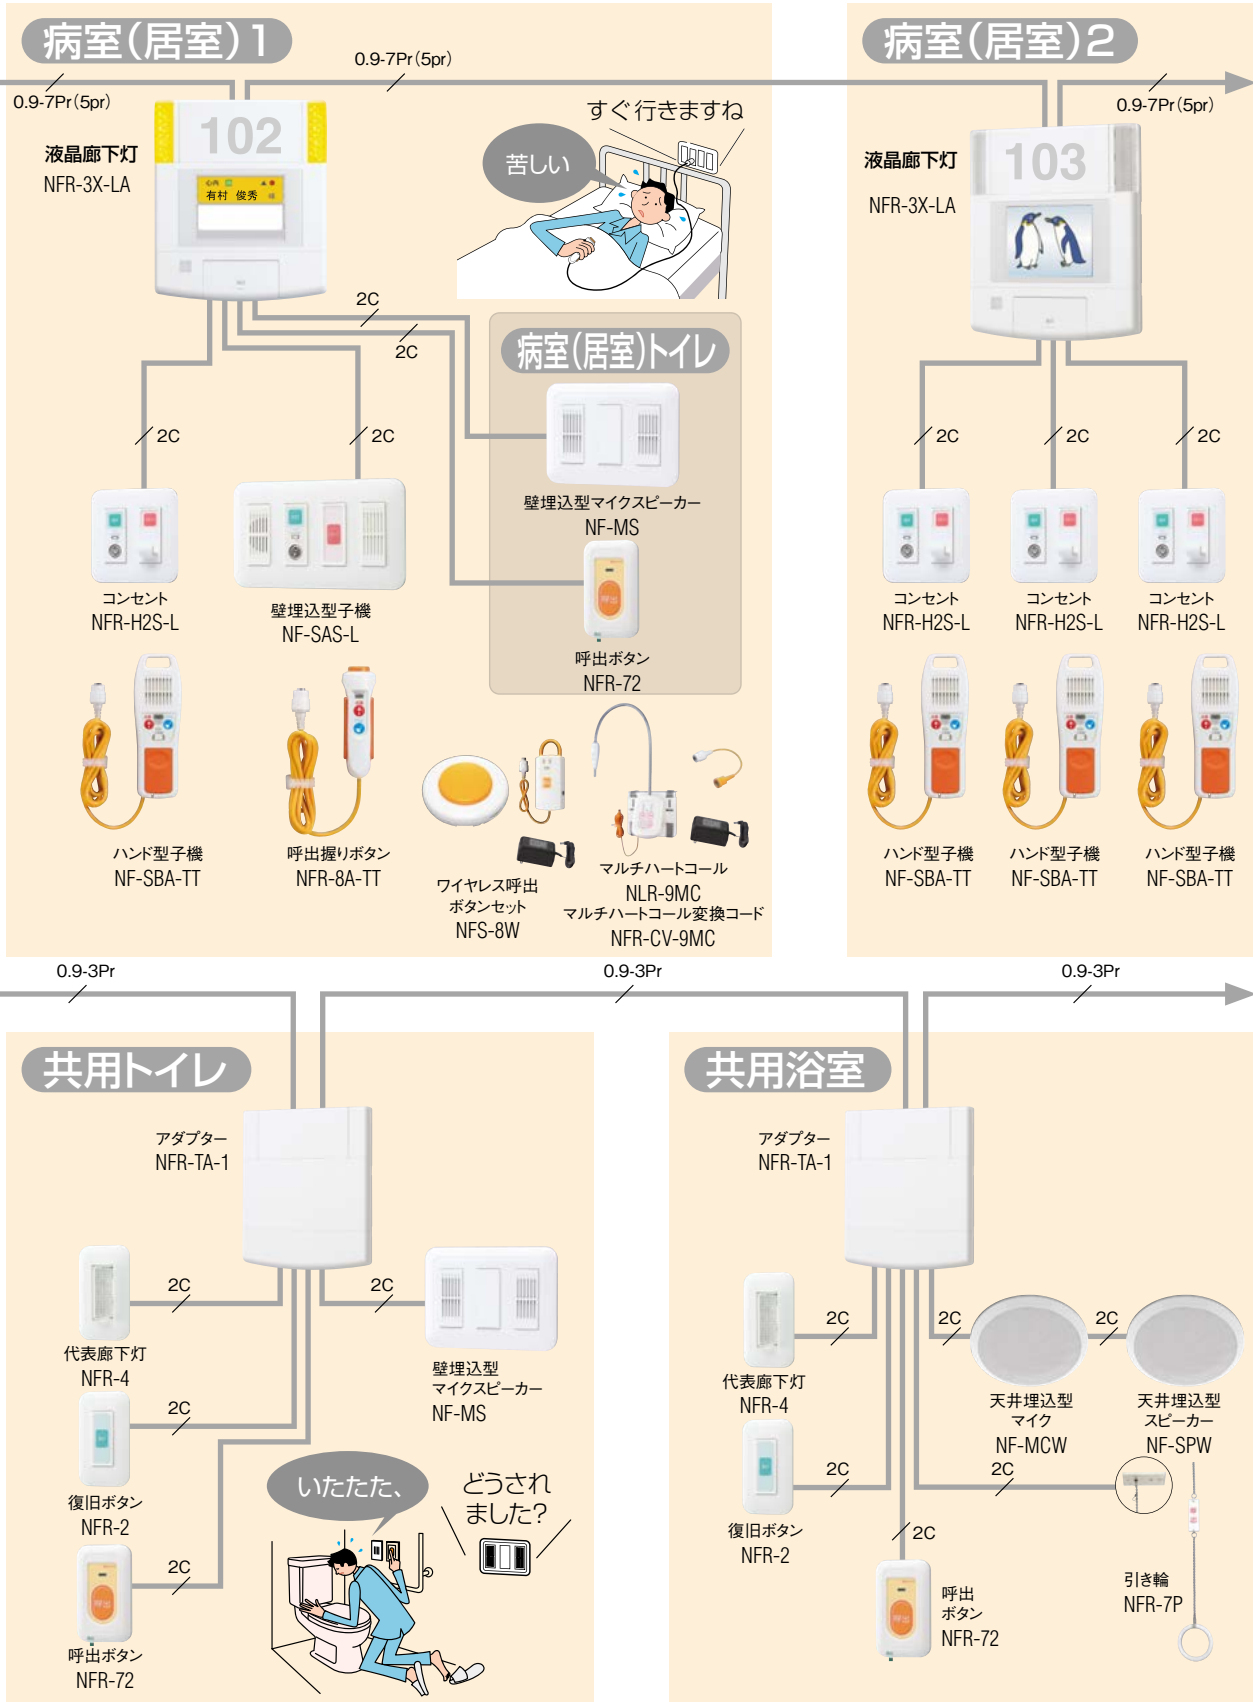 病室(居室)1
0.9-7Pr(5pr)
0.9-7Pr(5pr)
液晶廊下灯
NFR-3X-LA
102
心内
有村 俊秀 様
すぐ行きますね
苦しい
2C
2C
2C
2C
病室(居室)トイレ
壁埋込型マイクスピーカー
NF-MS
呼出
呼出ボタン
NFR-72
コンセント
NFR-H2S-L
壁埋込型子機
NF-SAS-L
ハンド型子機
NF-SBA-TT
呼出握りボタン
NFR-8A-TT
ワイヤレス呼出
ボタンセット
NFS-8W
マルチハートコール
NLR-9MC
マルチハートコール変換コード
NFR-CV-9MC
病室(居室)2
0.9-7Pr(5pr)
液晶廊下灯
NFR-3X-LA
103
2C
2C
2C
コンセント
NFR-H2S-L
コンセント
NFR-H2S-L
コンセント
NFR-H2S-L
ハンド型子機
NF-SBA-TT
ハンド型子機
NF-SBA-TT
ハンド型子機
NF-SBA-TT
0.9-3Pr
0.9-3Pr
0.9-3Pr
共用トイレ
アダプター
NFR-TA-1
2C
2C
代表廊下灯
NFR-4
壁埋込型
マイクスピーカー
NF-MS
2C
復旧ボタン
NFR-2
2C
呼出
呼出ボタン
NFR-72
いたたた、
どうされ
ました?
共用浴室
アダプター
NFR-TA-1
2C
2C
2C
代表廊下灯
NFR-4
天井埋込型
マイク
NF-MCW
天井埋込型
スピーカー
NF-SPW
2C
2C
復旧ボタン
NFR-2
2C
呼出
呼出
ボタン
NFR-72
引き輪
NFR-7P